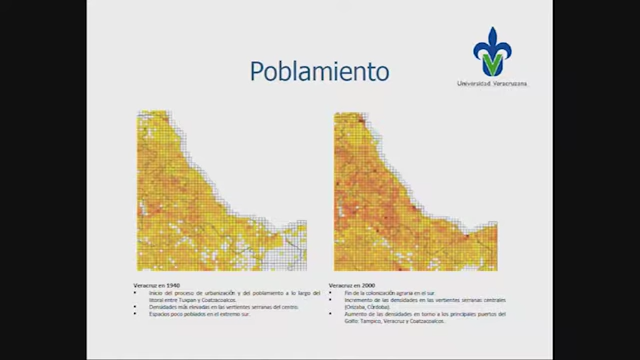 Universidad Veracruzana
Poblamiento
Veracruz en 1940
Inicio del proceso de urbanización y del poblamiento a lo largo del
litoral entre Tuxpan y Coatzacoalcos.
Densidades más elevadas en las vertientes serranas del centro.
Espacios poco poblados en el extremo sur.
Veracruz en 2000
Fin de la colonización agraria en el sur.
Incremento de las densidades en las vertientes serranas centrales
(Orizaba, Córdoba).
Aumento de las densidades en torno a los principales puertos del
Golfo: Tampico, Veracruz y Coatzacoalcos.